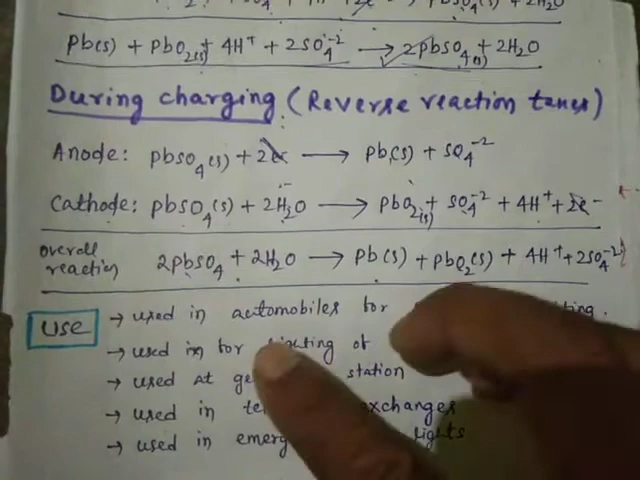 Pb(s) + PbO₂(s) + 4H⁺ + 2SO₄⁻² → 2PbSO₄(s) + 2H₂O
During charging (Reverse reaction takes)
Anode: PbSO₄(s) + 2e⁻ → Pb(s) + SO₄⁻²
Cathode: PbSO₄(s) + 2H₂O → PbO₂(s) + SO₄⁻² + 4H⁺ + 2e⁻
overall reaction 2PbSO₄ + 2H₂O → Pb(s) + PbO₂(s) + 4H⁺ + 2SO₄⁻²
Use → used in automobiles for
→ used in for lighting of
→ used at station
→ used in exchanges
→ used in lights